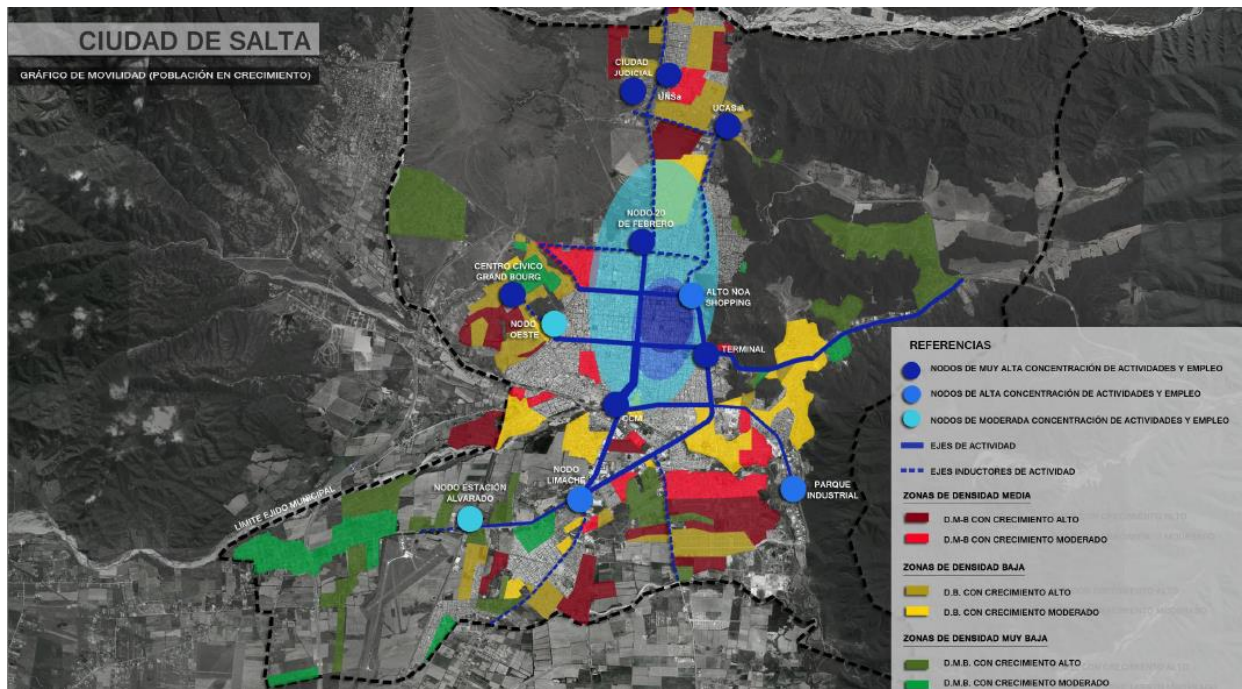 CIUDAD DE SALTA
GRÁFICO DE MOVILIDAD (POBLACIÓN EN CRECIMIENTO)
CIUDAD
JUDICIAL
UNSa
UCASal
NODO 20
DE FEBRERO
CENTRO CÍVICO
GRAND BOURG
ALTO NOA
SHOPPING
NODO
OESTE
TERMINAL
CCM
NODO
LIMACHE
NODO ESTACIÓN
ALVARADO
PARQUE
INDUSTRIAL
LIMITE EJIDO MUNICIPAL
REFERENCIAS
NODOS DE MUY ALTA CONCENTRACIÓN DE ACTIVIDADES Y EMPLEO
NODOS DE ALTA CONCENTRACIÓN DE ACTIVIDADES Y EMPLEO
NODOS DE MODERADA CONCENTRACIÓN DE ACTIVIDADES Y EMPLEO
EJES DE ACTIVIDAD
EJES INDUCTORES DE ACTIVIDAD
ZONAS DE DENSIDAD MEDIA
D.M-B CON CRECIMIENTO ALTO
D.M-B CON CRECIMIENTO MODERADO
ZONAS DE DENSIDAD BAJA
D.B. CON CRECIMIENTO ALTO
D.B. CON CRECIMIENTO MODERADO
ZONAS DE DENSIDAD MUY BAJA
D.M.B. CON CRECIMIENTO ALTO
D.M.B. CON CRECIMIENTO MODERADO